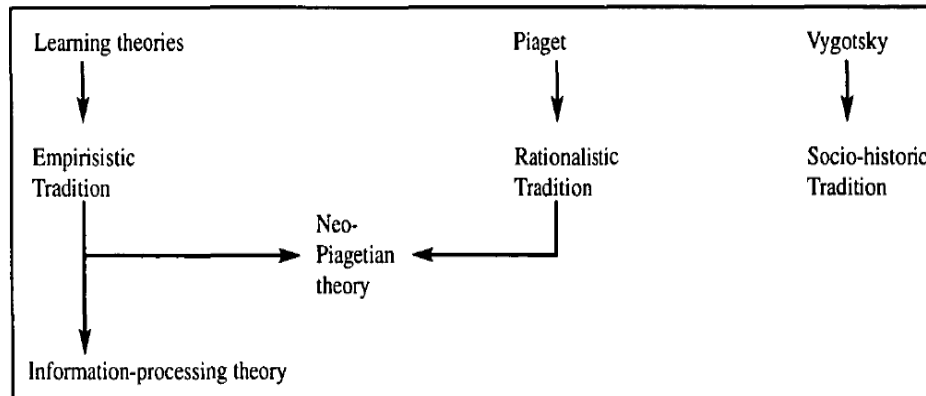 Learning theories
Piaget
Vygotsky
Empirisistic
Tradition
Rationalistic
Tradition
Socio-historic
Tradition
Neo-
Piagetian
theory
Information-processing theory